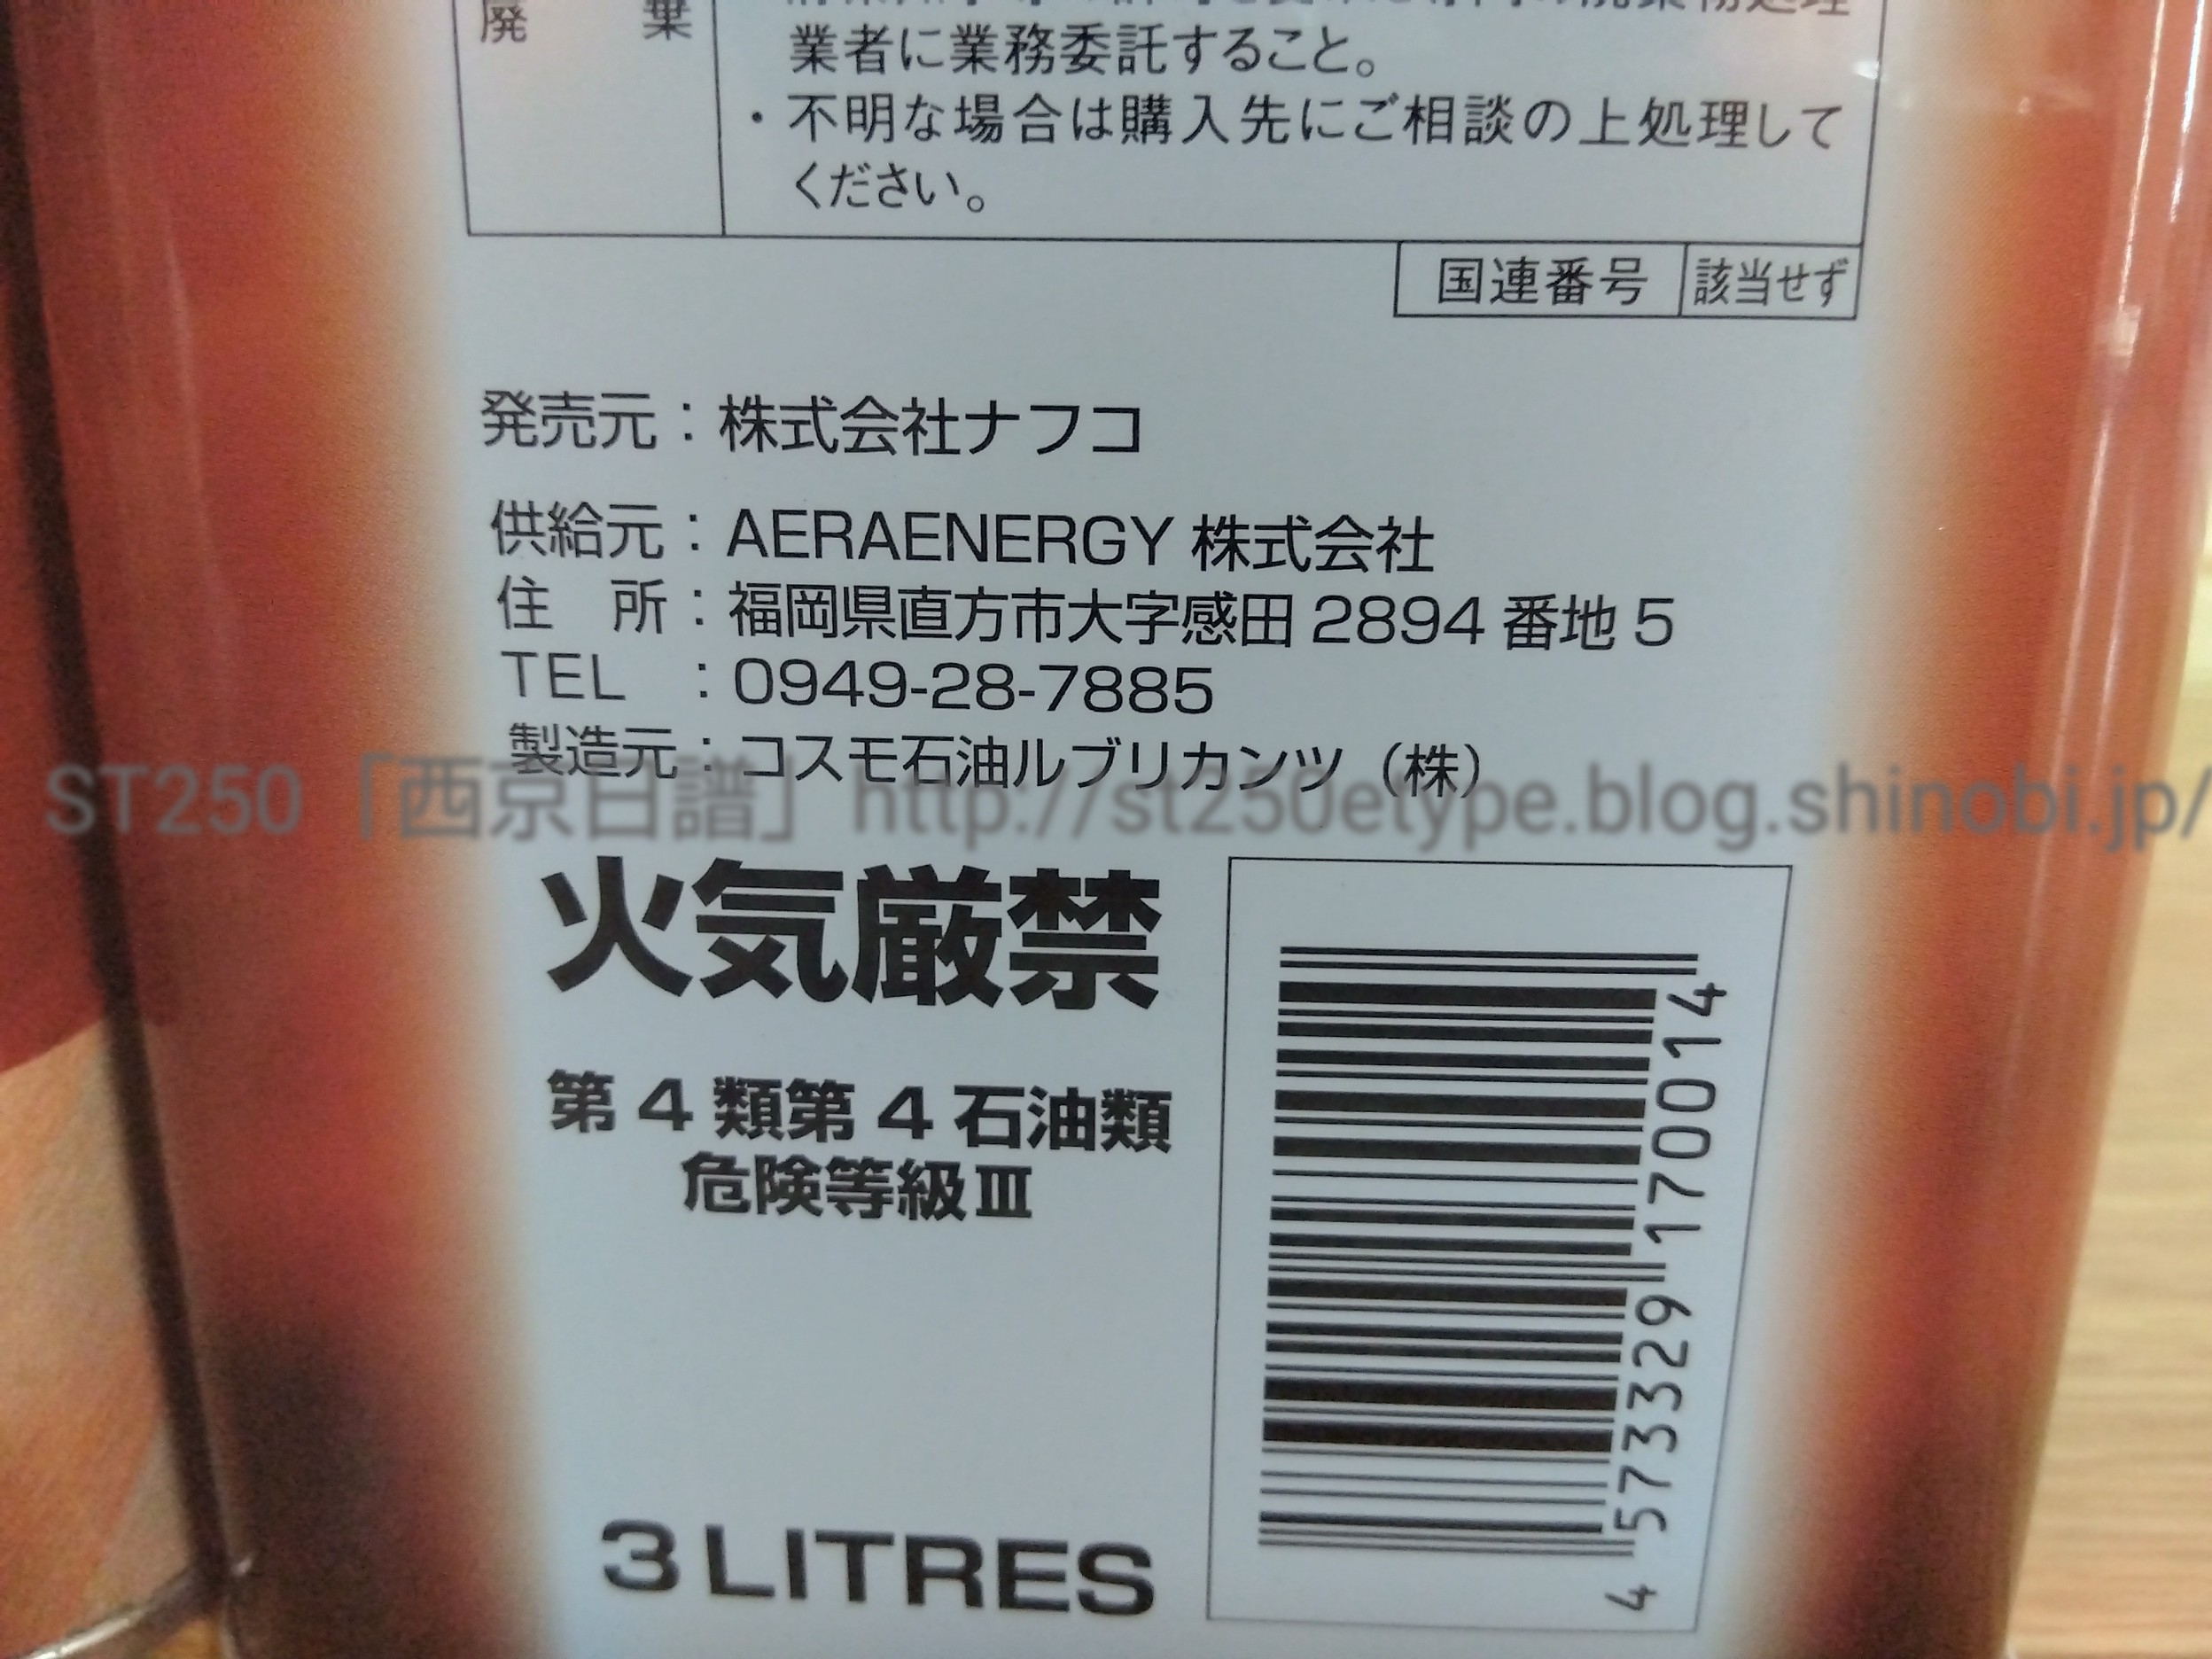 廃　棄
業者に業務委託すること。
・不明な場合は購入先にご相談の上処理して
ください。
国連番号 該当せず
発売元：株式会社ナフコ
供給元：AERAENERGY 株式会社
住　所：福岡県直方市大字感田 2894 番地 5
TEL　：0949-28-7885
製造元：コスモ石油ルブリカンツ（株）
ST250「西京日譜」http://st250etype.blog.shinobi.jp/
火気厳禁
第 4 類第 4 石油類
危険等級Ⅲ
3 LITRES
4 573329 170014